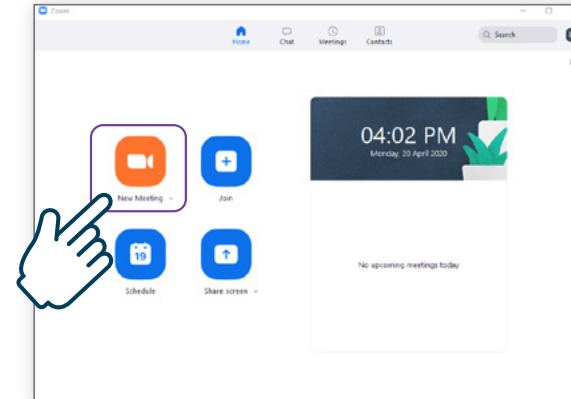 Zoom
Home
Chat
Meetings
Contacts
Search
New Meeting
Join
19
Schedule
Share screen
04:02 PM
Monday, 20 April 2020
No upcoming meetings today